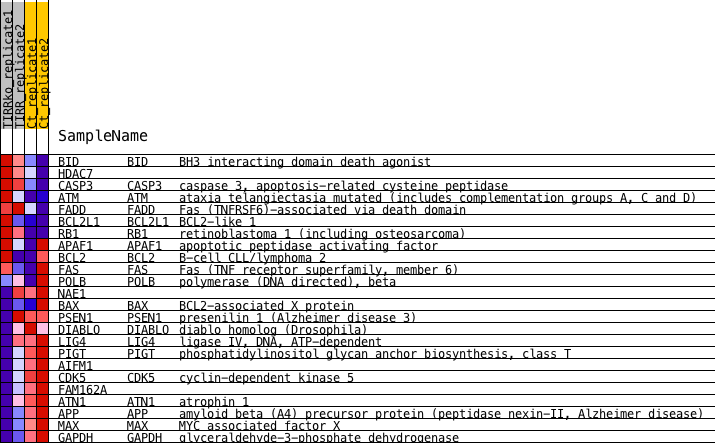 TIRRko_replicate1
TIRR_replicate2
Ct_replicate1
Ct_replicate2
SampleName
BID BID BH3 interacting domain death agonist
HDAC7
CASP3 CASP3 caspase 3, apoptosis-related cysteine peptidase
ATM ATM ataxia telangiectasia mutated (includes complementation groups A, C and D)
FADD FADD Fas (TNFRSF6)-associated via death domain
BCL2L1 BCL2L1 BCL2-like 1
RB1 RB1 retinoblastoma 1 (including osteosarcoma)
APAF1 APAF1 apoptotic peptidase activating factor
BCL2 BCL2 B-cell CLL/lymphoma 2
FAS FAS Fas (TNF receptor superfamily, member 6)
POLB POLB polymerase (DNA directed), beta
NAE1
BAX BAX BCL2-associated X protein
PSEN1 PSEN1 presenilin 1 (Alzheimer disease 3)
DIABLO DIABLO diablo homolog (Drosophila)
LIG4 LIG4 ligase IV, DNA, ATP-dependent
PIGT PIGT phosphatidylinositol glycan anchor biosynthesis, class T
AIFM1
CDK5 CDK5 cyclin-dependent kinase 5
FAM162A
ATN1 ATN1 atrophin 1
APP APP amyloid beta (A4) precursor protein (peptidase nexin-II, Alzheimer disease)
MAX MAX MYC associated factor X
GAPDH GAPDH glyceraldehyde-3-phosphate dehydrogenase